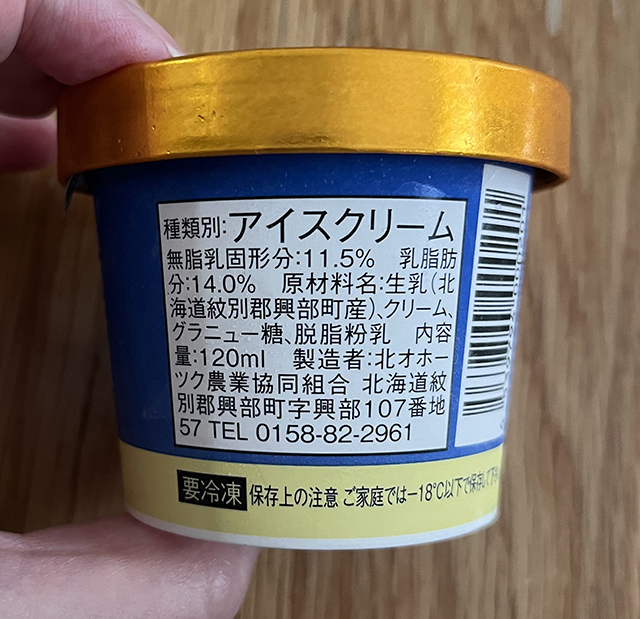 種類別:アイスクリーム
無脂乳固形分:11.5% 乳脂肪
分:14.0% 原材料名:生乳(北
海道紋別郡興部町産)、クリーム、
グラニュー糖、脱脂粉乳 内容
量:120ml 製造者:北オホー
ツク農業協同組合 北海道紋
別郡興部町字興部107番地
57 TEL 0158-82-2961
要冷凍 保存上の注意 ご家庭では−18℃以下で保存して下